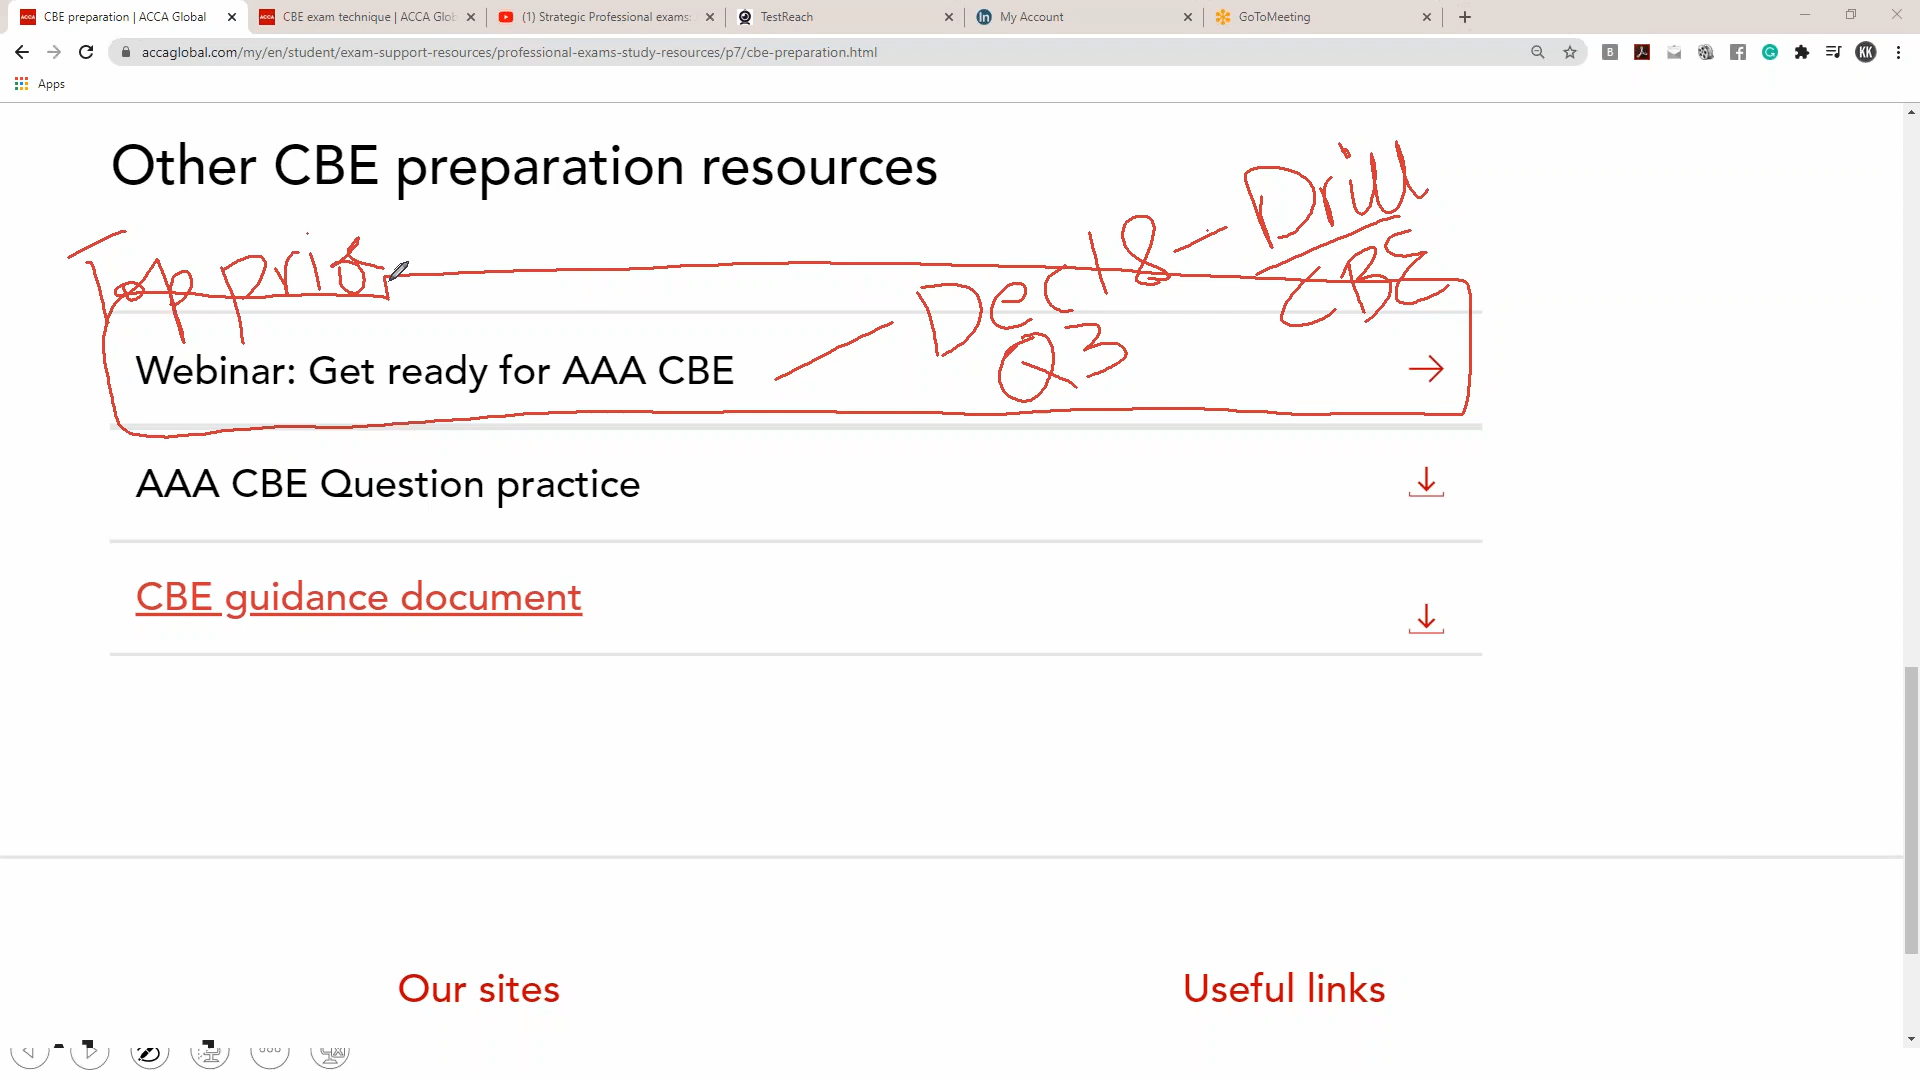 CBE preparation | ACCA Global
CBE exam technique | ACCA Glo
(1) Strategic Professional exams:
TestReach
My Account
GoToMeeting
accaglobal.com/my/en/student/exam-support-resources/professional-exams-study-resources/p7/cbe-preparation.html
KK
Apps
Other CBE preparation resources
Top prior
Dec 18 - Drill
CBE
Q3
Webinar: Get ready for AAA CBE
AAA CBE Question practice
CBE guidance document
Our sites
Useful links